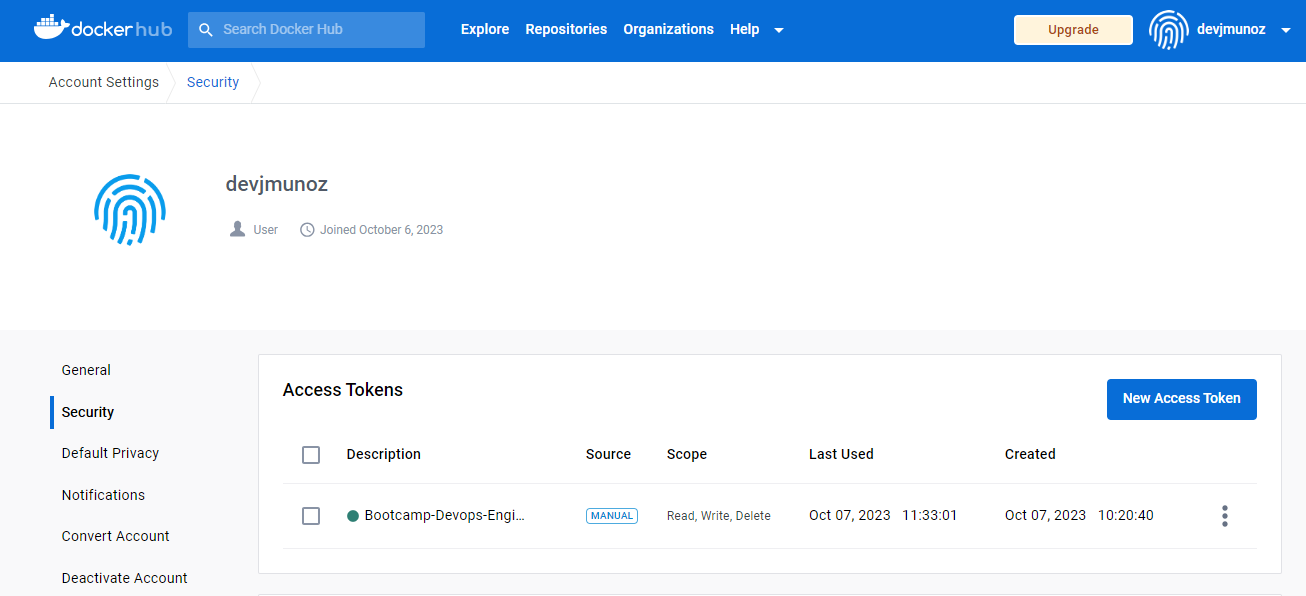 dockerhub Search Docker Hub Explore Repositories Organizations Help Upgrade devjmunoz
Account Settings Security
devjmunoz
User Joined October 6, 2023
General
Security
Default Privacy
Notifications
Convert Account
Deactivate Account
Access Tokens New Access Token
Description Source Scope Last Used Created
Bootcamp-Devops-Engi... MANUAL Read, Write, Delete Oct 07, 2023 11:33:01 Oct 07, 2023 10:20:40